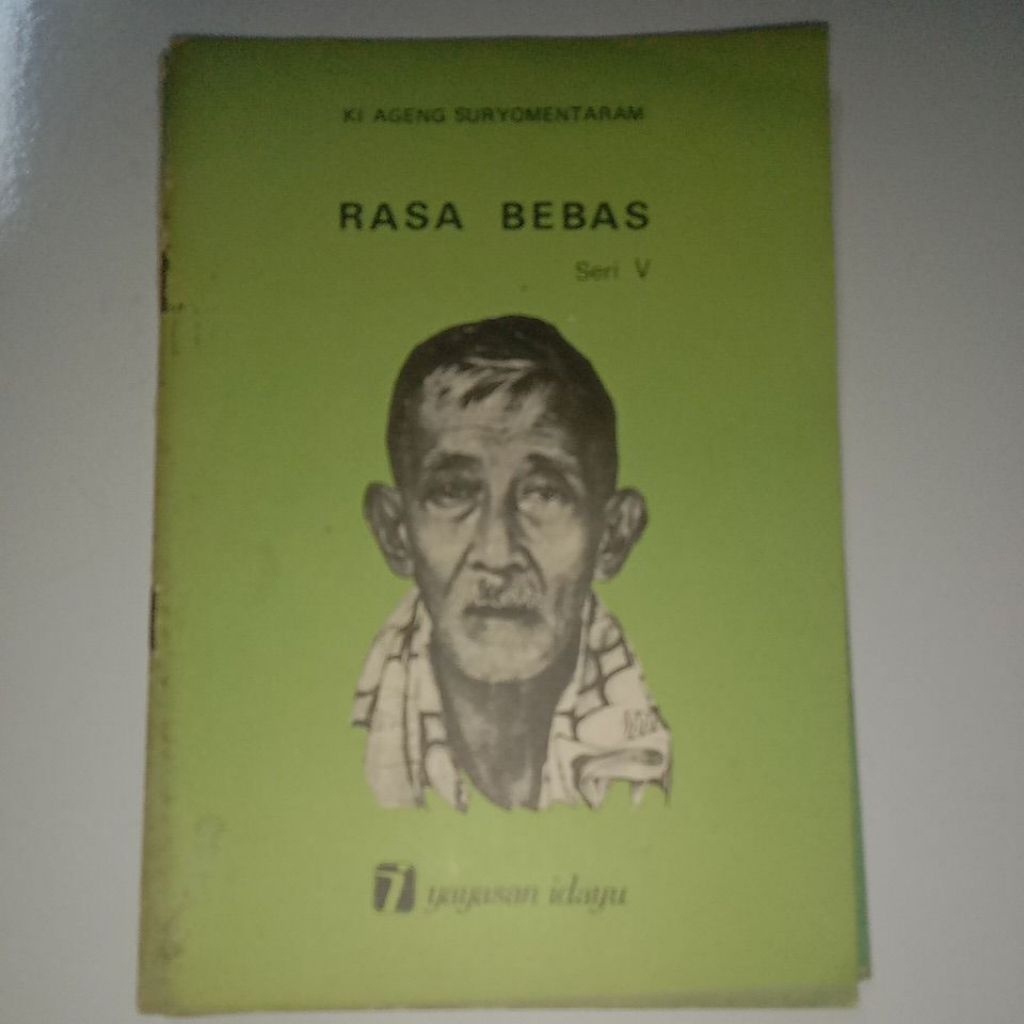 KI AGENG SURYOMENTARAM
RASA BEBAS
Seri V
yayasan idayu